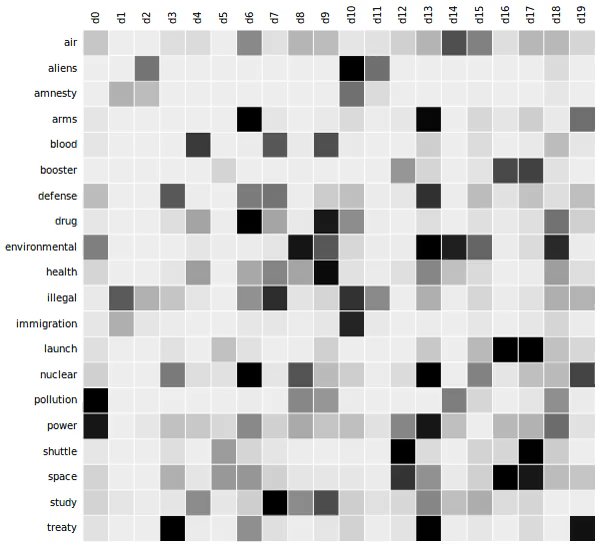 d0 d1 d2 d3 d4 d5 d6 d7 d8 d9 d10 d11 d12 d13 d14 d15 d16 d17 d18 d19
air
aliens
amnesty
arms
blood
booster
defense
drug
environmental
health
illegal
immigration
launch
nuclear
pollution
power
shuttle
space
study
treaty